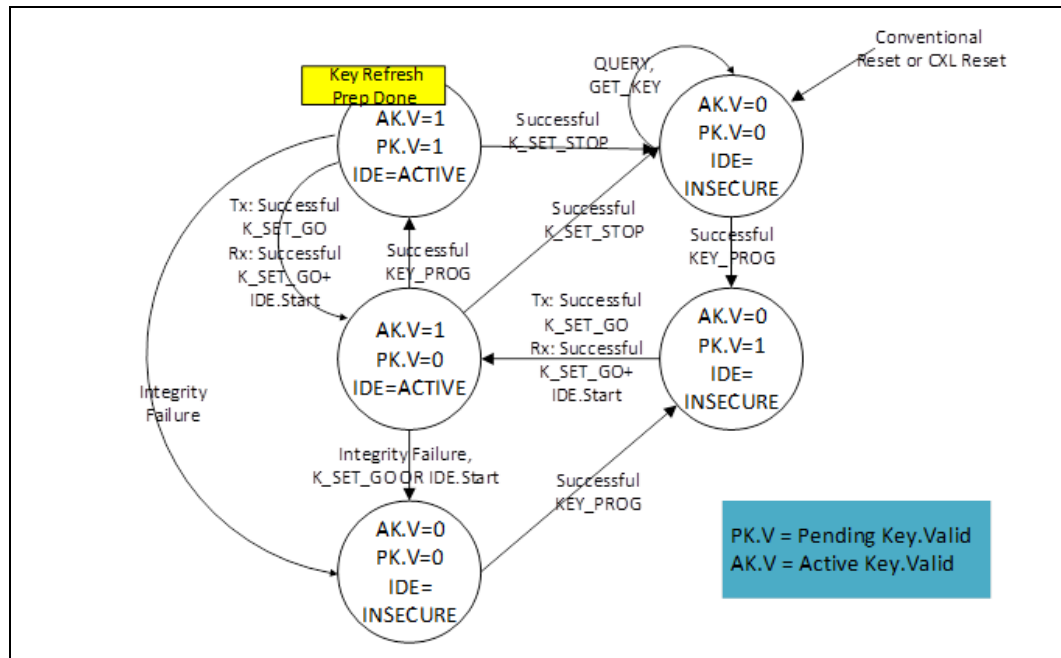 Conventional
Reset or CXL Reset
QUERY,
GET_KEY
Key Refresh
Prep Done
AK.V=1
PK.V=1
IDE=ACTIVE
Successful
K_SET_STOP
AK.V=0
PK.V=0
IDE=
INSECURE
Tx: Successful
K_SET_GO
Rx: Successful
K_SET_GO+
IDE.Start
Successful
KEY_PROG
Successful
K_SET_STOP
Successful
KEY_PROG
AK.V=1
PK.V=0
IDE=ACTIVE
Tx: Successful
K_SET_GO
Rx: Successful
K_SET_GO+
IDE.Start
AK.V=0
PK.V=1
IDE=
INSECURE
Integrity
Failure
Integrity Failure,
K_SET_GOOR IDE.Start
Successful
KEY_PROG
AK.V=0
PK.V=0
IDE=
INSECURE
PK.V = Pending Key.Valid
AK.V = Active Key.Valid